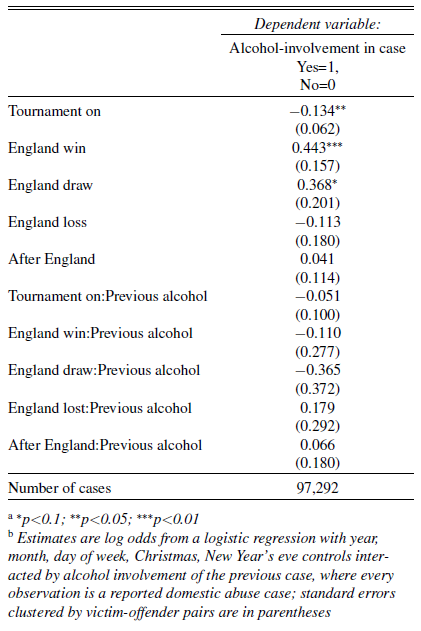 Dependent variable:
Alcohol-involvement in case
Yes=1,
No=0
Tournament on −0.134**
(0.062)
England win 0.443***
(0.157)
England draw 0.368*
(0.201)
England loss −0.113
(0.180)
After England 0.041
(0.114)
Tournament on:Previous alcohol −0.051
(0.100)
England win:Previous alcohol −0.110
(0.277)
England draw:Previous alcohol −0.365
(0.372)
England lost:Previous alcohol 0.179
(0.292)
After England:Previous alcohol 0.066
(0.180)
Number of cases 97,292
a *p<0.1; **p<0.05; ***p<0.01
b Estimates are log odds from a logistic regression with year,
month, day of week, Christmas, New Year's eve controls inter-
acted by alcohol involvement of the previous case, where every
observation is a reported domestic abuse case; standard errors
clustered by victim-offender pairs are in parentheses